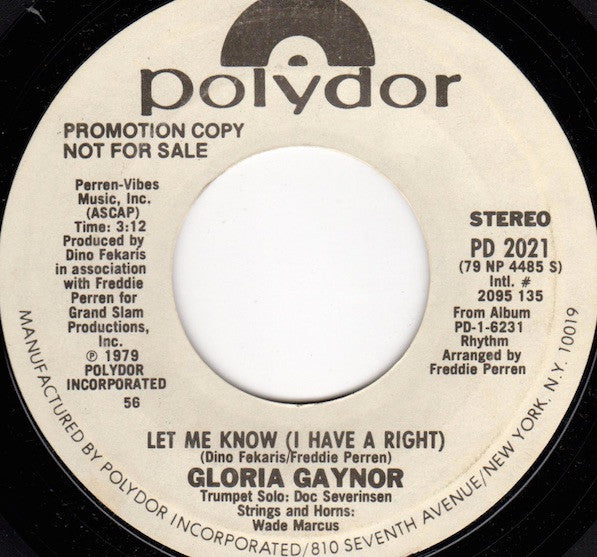 polydor
PROMOTION COPY
NOT FOR SALE
Perren-Vibes
Music, Inc.
(ASCAP)
Time: 3:12
Produced by
Dino Fekaris
in association
with Freddie
Perren for
Grand Slam
Productions,
Inc.
℗ 1979
POLYDOR
INCORPORATED
56
STEREO
PD 2021
(79 NP 4485 S)
Intl. #
2095 135
From Album
PD-1-6231
Rhythm
Arranged by
Freddie Perren
LET ME KNOW (I HAVE A RIGHT)
(Dino Fekaris/Freddie Perren)
GLORIA GAYNOR
Trumpet Solo: Doc Severinsen
Strings and Horns:
Wade Marcus
MANUFACTURED BY POLYDOR INCORPORATED/810 SEVENTH AVENUE/NEW YORK, N.Y. 10019